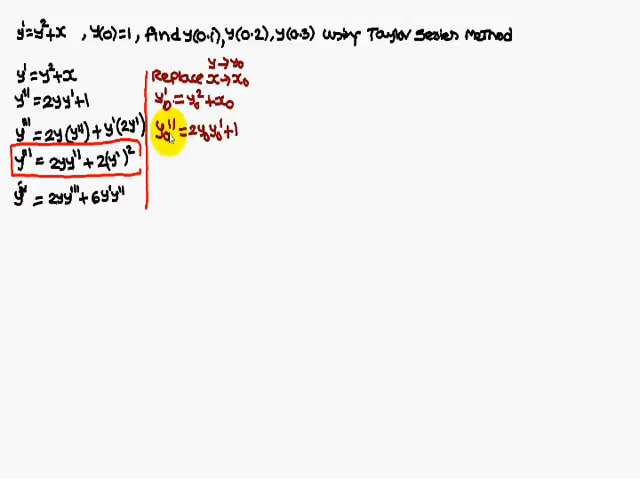 y' = y² + x , y(0) = 1, find y(0.1), y(0.2), y(0.3) using Taylor Series Method
y' = y² + x
y'' = 2yy' + 1
y''' = 2y(y'') + y'(2y')
y''' = 2yy'' + 2(y')²
= 2yy''' + 6y'y''
y → y₀
Replace x → x₀
y₀' = y₀² + x₀
y₀'' = 2y₀y₀' + 1